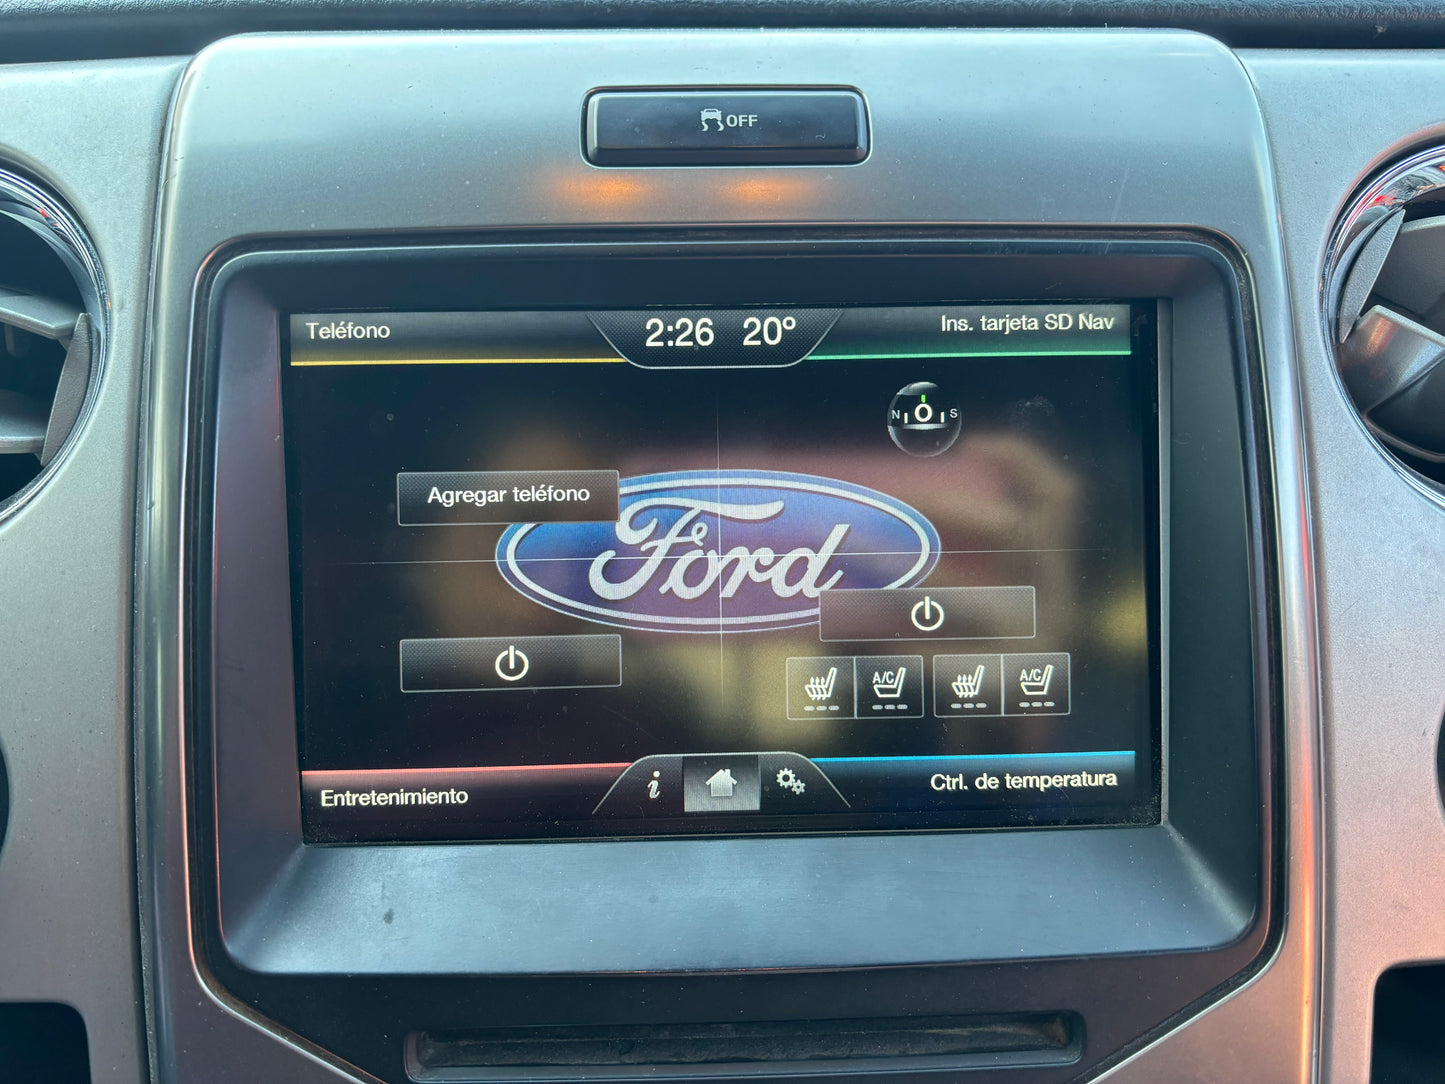 OFF
Teléfono
2:26 20°
Ins. tarjeta SD Nav
N O S
Agregar teléfono
Ford
A/C A/C
Entretenimiento
i
Ctrl. de temperatura